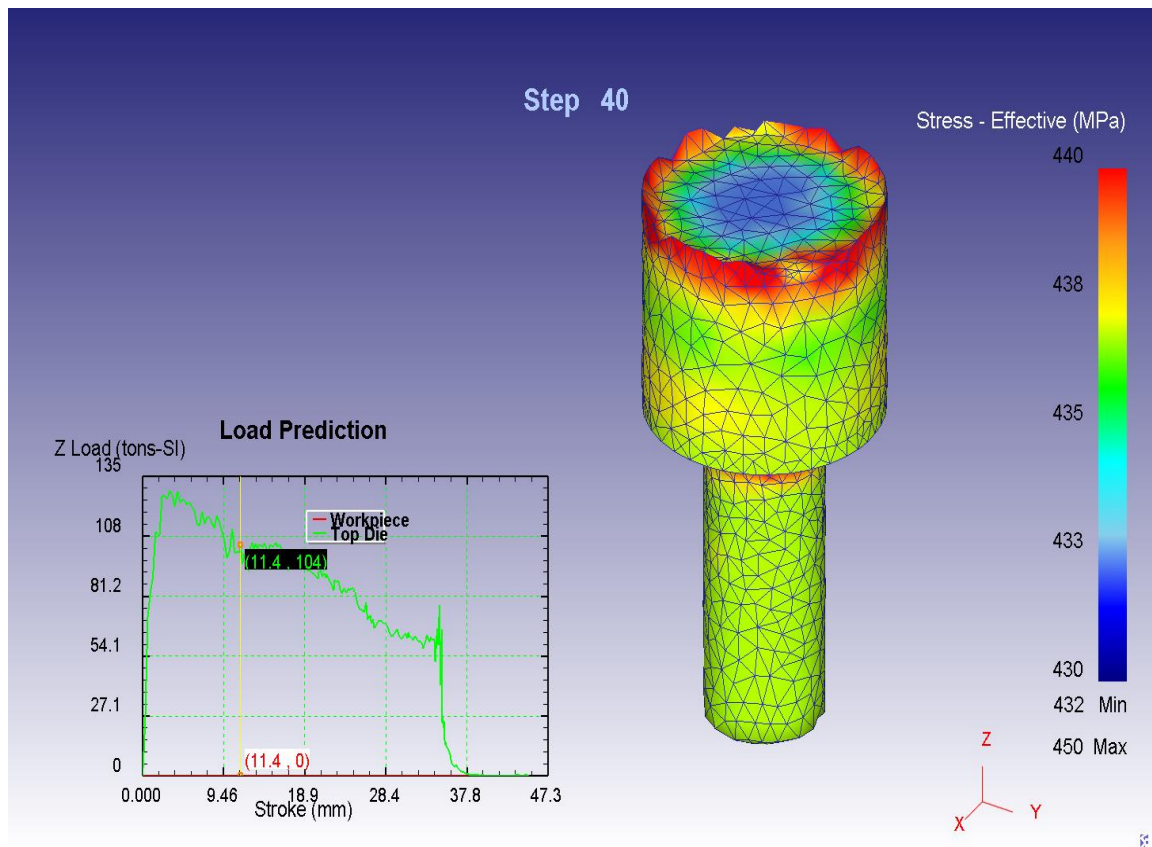 Step 40
Stress - Effective (MPa)
440
438
435
433
430
432 Min
450 Max
Load Prediction
Z Load (tons-SI)
135
108
81.2
54.1
27.1
0
Workpiece
Top Die
(11.4 , 104)
(11.4 , 0)
0.000 9.46 18.9 28.4 37.8 47.3
Stroke (mm)
Z
X
Y